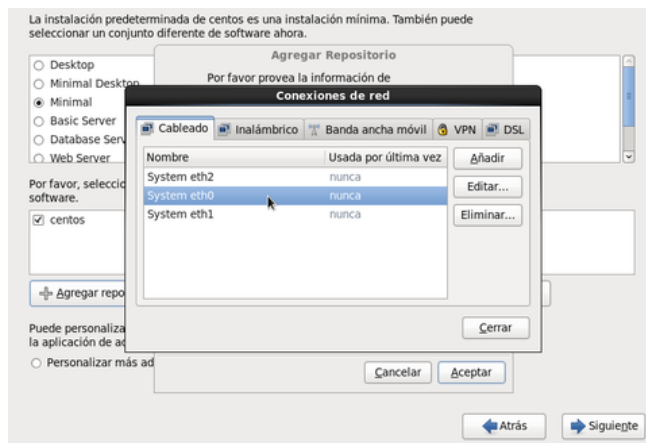 La instalación predeterminada de centos es una instalación mínima. También puede
seleccionar un conjunto diferente de software ahora.
Desktop
Minimal Desktop
Minimal
Basic Server
Database Serv
Web Server
Agregar Repositorio
Por favor provea la información de
Conexiones de red
Cableado Inalámbrico Banda ancha móvil VPN DSL
Nombre Usada por última vez
System eth2 nunca
System eth0 nunca
System eth1 nunca
Añadir
Editar...
Eliminar...
Cerrar
Por favor, selecci
software.
centos
Agregar repo
Puede personaliza
la aplicación de a
Personalizar más ad
Cancelar Aceptar
Atrás Siguiente